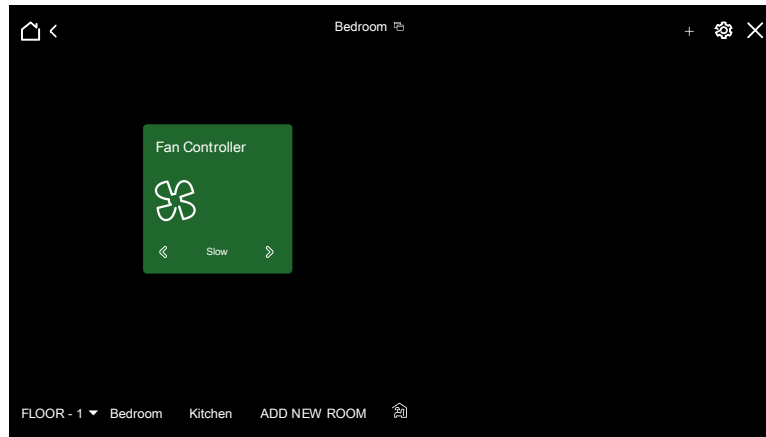 Bedroom
Fan Controller
Slow
FLOOR - 1 Bedroom Kitchen ADD NEW ROOM